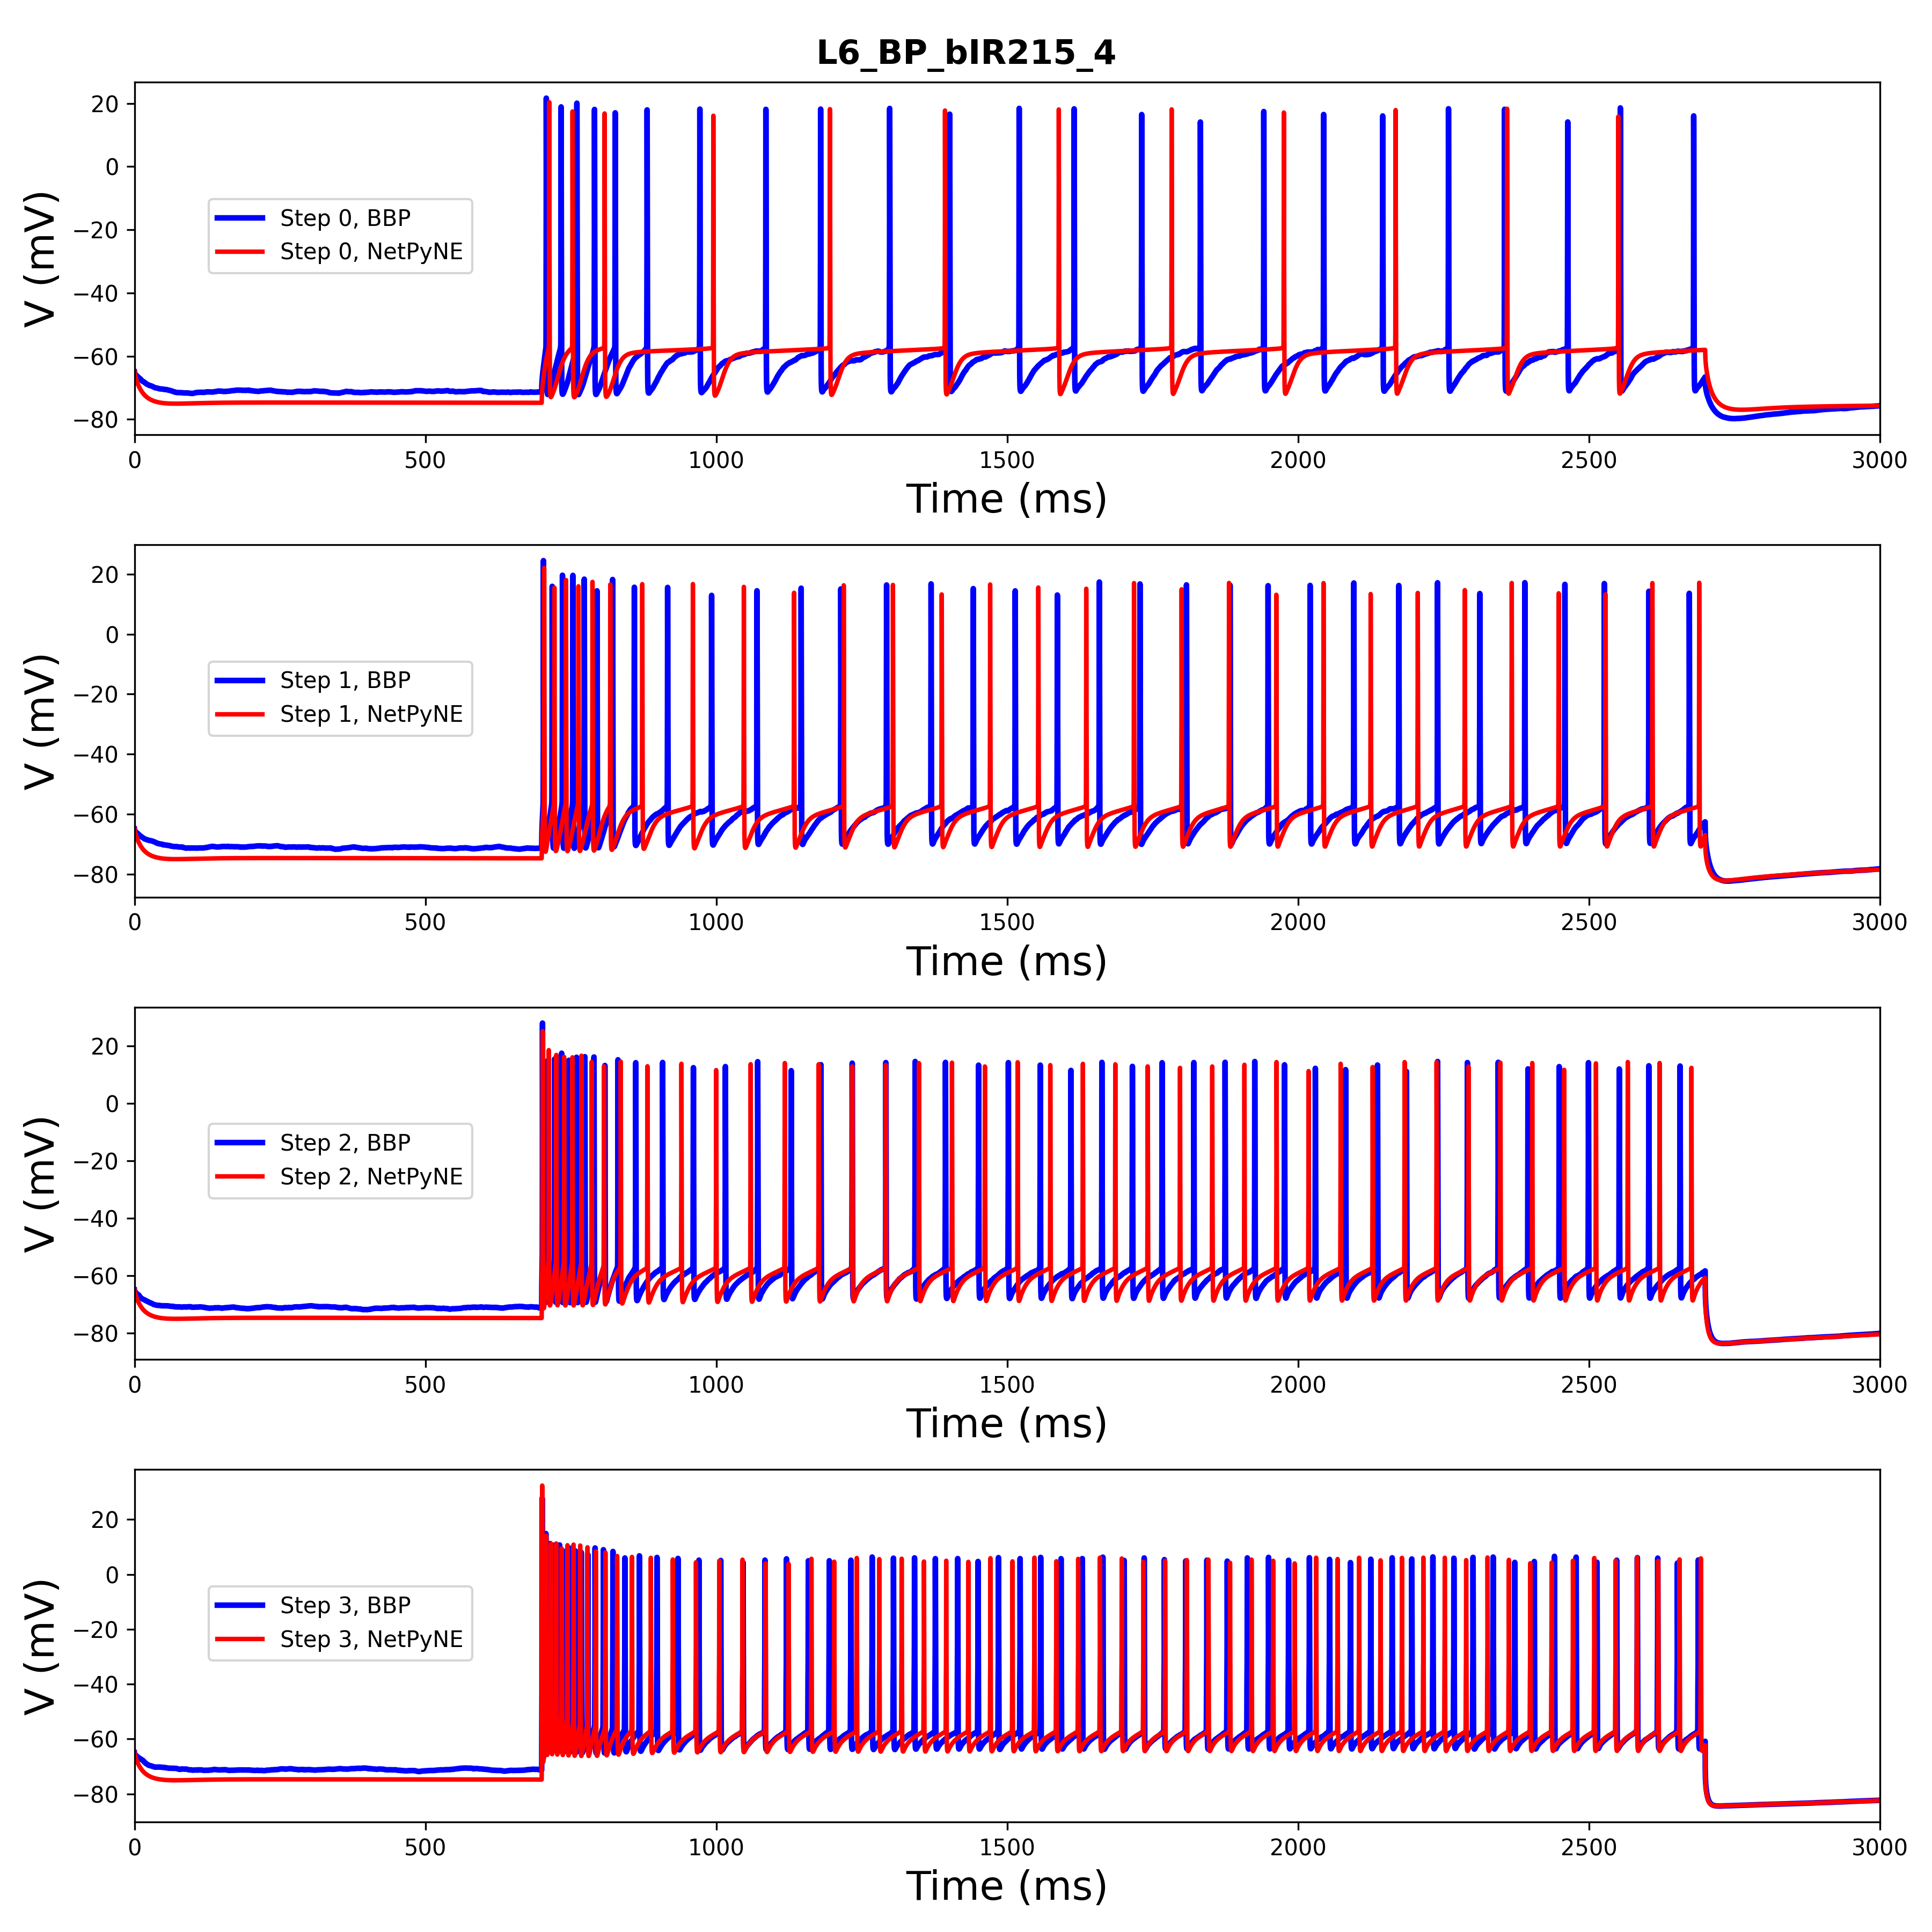 L6_BP_bIR215_4
20
0
−20
−40
−60
−80
V (mV)
Step 0, BBP
Step 0, NetPyNE
0 500 1000 1500 2000 2500 3000
Time (ms)
20
0
−20
−40
−60
−80
V (mV)
Step 1, BBP
Step 1, NetPyNE
0 500 1000 1500 2000 2500 3000
Time (ms)
20
0
−20
−40
−60
−80
V (mV)
Step 2, BBP
Step 2, NetPyNE
0 500 1000 1500 2000 2500 3000
Time (ms)
20
0
−20
−40
−60
−80
V (mV)
Step 3, BBP
Step 3, NetPyNE
0 500 1000 1500 2000 2500 3000
Time (ms)